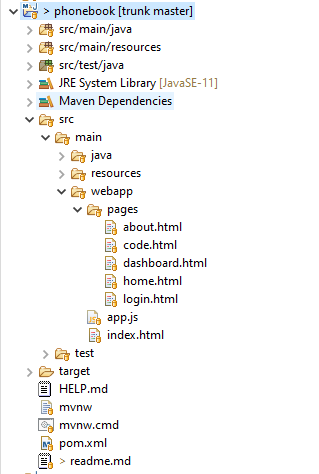 > phonebook [trunk master]
src/main/java
src/main/resources
src/test/java
JRE System Library [JavaSE-11]
Maven Dependencies
src
main
java
resources
webapp
pages
about.html
code.html
dashboard.html
home.html
login.html
app.js
index.html
test
target
HELP.md
mvnw
mvnw.cmd
pom.xml
> readme.md